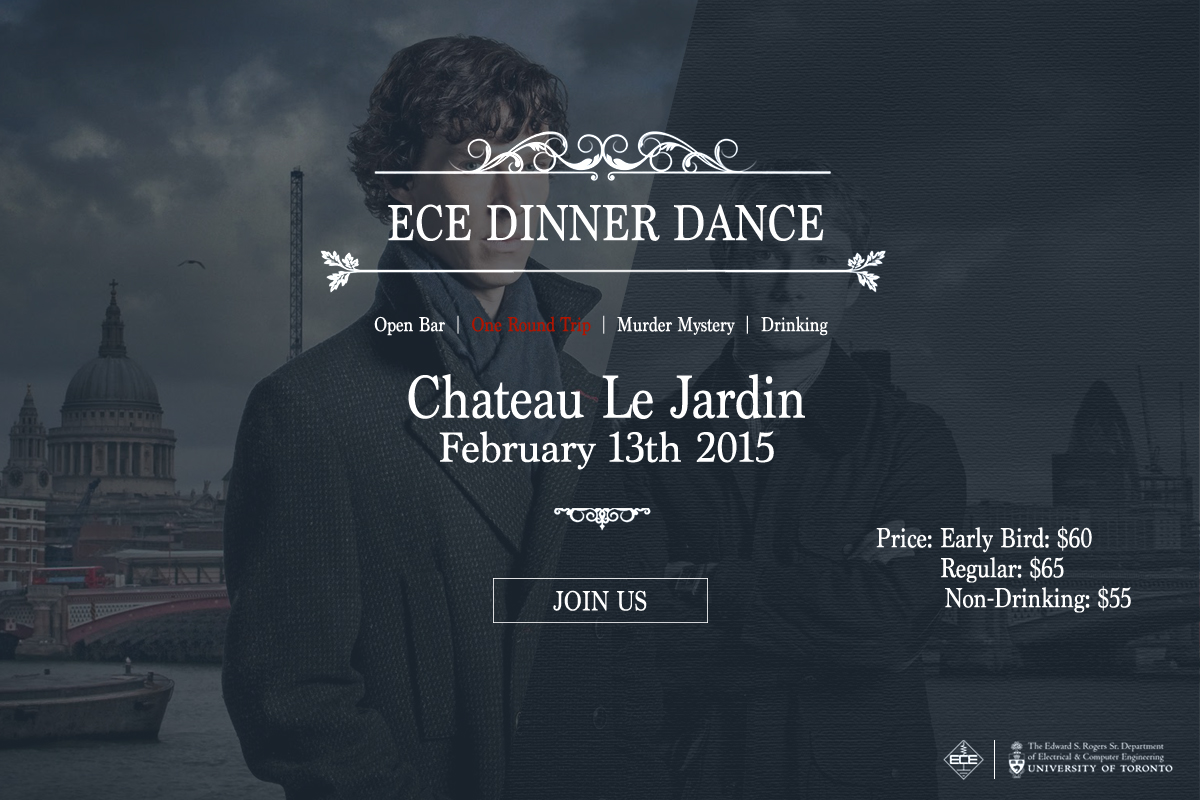 ECE DINNER DANCE
Open Bar | One Round Trip | Murder Mystery | Drinking
Chateau Le Jardin
February 13th 2015
Price: Early Bird: $60
Regular: $65
Non-Drinking: $55
JOIN US
ECE
The Edward S. Rogers Sr. Department
of Electrical & Computer Engineering
UNIVERSITY OF TORONTO